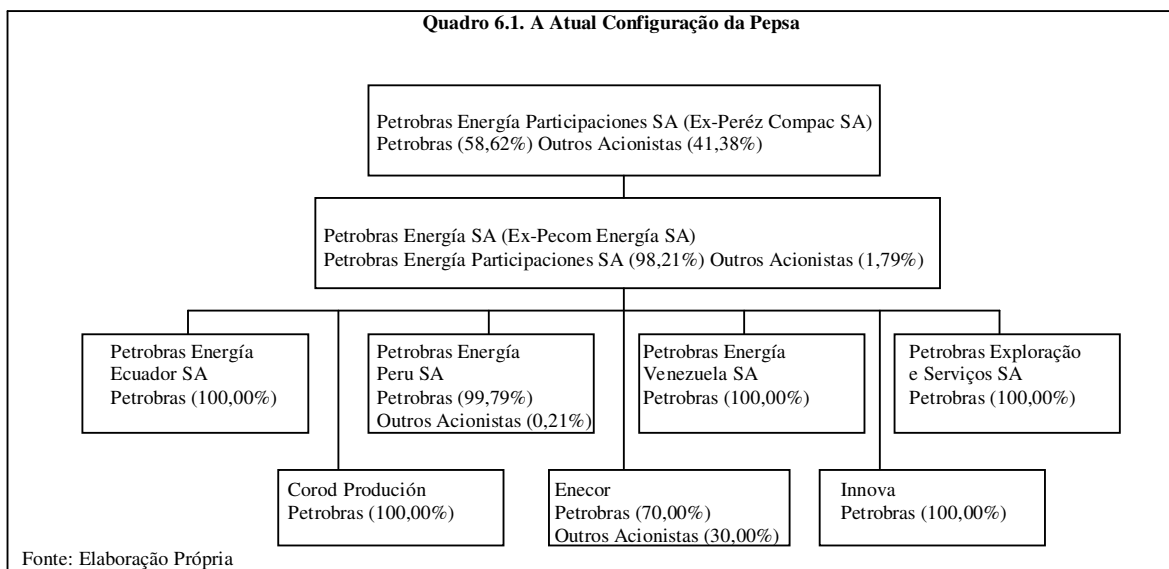 Quadro 6.1. A Atual Configuração da Pepsa
Petrobras Energía Participaciones SA (Ex-Peréz Compac SA)
Petrobras (58,62%) Outros Acionistas (41,38%)
Petrobras Energía SA (Ex-Pecom Energía SA)
Petrobras Energía Participaciones SA (98,21%) Outros Acionistas (1,79%)
Petrobras Energía
Ecuador SA
Petrobras (100,00%)
Petrobras Energía
Peru SA
Petrobras (99,79%)
Outros Acionistas (0,21%)
Petrobras Energía
Venezuela SA
Petrobras (100,00%)
Petrobras Exploração
e Serviços SA
Petrobras (100,00%)
Corod Produción
Petrobras (100,00%)
Enecor
Petrobras (70,00%)
Outros Acionistas (30,00%)
Innova
Petrobras (100,00%)
Fonte: Elaboração Própria